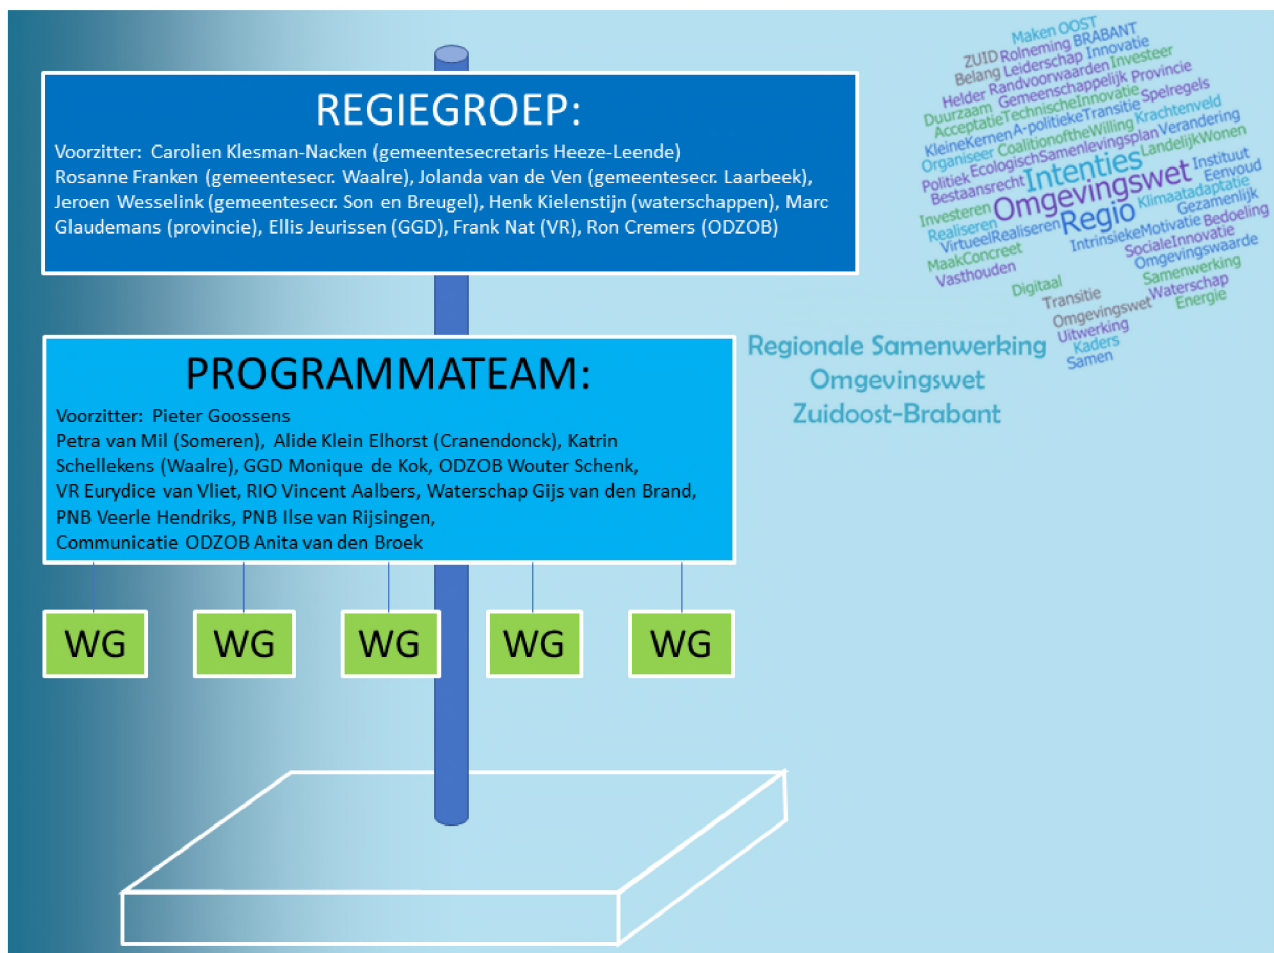 REGIEGROEP:
Voorzitter: Carolien Klesman-Nacken (gemeentesecretaris Heeze-Leende)
Rosanne Franken (gemeentesecr. Waalre), Jolanda van de Ven (gemeentesecr. Laarbeek),
Jeroen Wesselink (gemeentesecr. Son en Breugel), Henk Kielenstijn (waterschappen), Marc
Glaudemans (provincie), Ellis Jeurissen (GGD), Frank Nat (VR), Ron Cremers (ODZOB)
PROGRAMMATEAM:
Voorzitter: Pieter Goossens
Petra van Mil (Someren), Alide Klein Elhorst (Cranendonck), Katrin
Schellekens (Waalre), GGD Monique de Kok, ODZOB Wouter Schenk,
VR Eurydice van Vliet, RIO Vincent Aalbers, Waterschap Gijs van den Brand,
PNB Veerle Hendriks, PNB Ilse van Rijsingen,
Communicatie ODZOB Anita van den Broek
WG WG WG WG WG
Maken OOST
ZUID Rolneming BRABANT
Belang Leiderschap Innovatie
Helder Randvoorwaarden Investeer
Duurzaam Gemeenschappelijk Provincie
AcceptatieTechnischeInnovatie Spelregels
KleineKernen A-politiekeTransitie Krachtenveld
Organiseer CoalitionoftheWilling Verandering
Politiek EcologischSamenlevingsplan LandelijkWonen
Bestaansrecht Intenties Instituut
Omgevingswet Eenvoud
Investeren Regio Klimaatadaptatie
Realiseren Gezamenlijk
VirtueelRealiseren IntrinsiekeMotivatie Bedoeling
MaakConcreet SocialeInnovatie
Vasthouden Omgevingswaarde
Digitaal Samenwerking
Transitie Waterschap
Omgevingswet Energie
Uitwerking
Kaders
Samen
Regionale Samenwerking
Omgevingswet
Zuidoost-Brabant